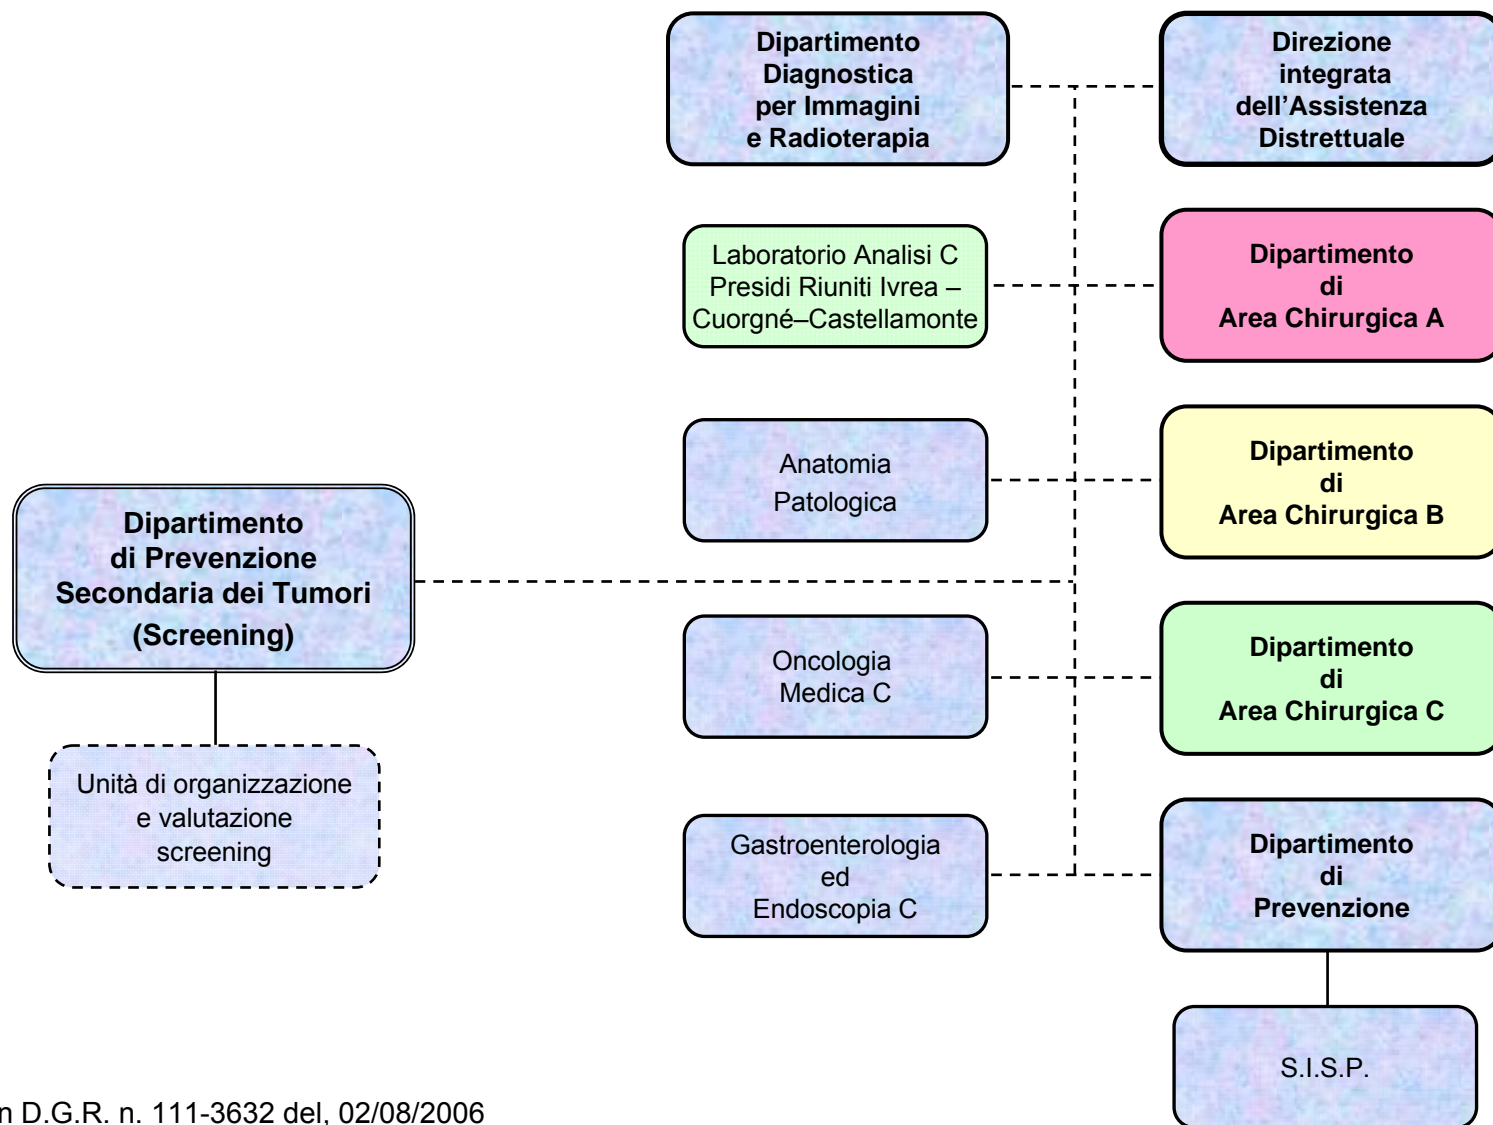 Dipartimento
Diagnostica
per Immagini
e Radioterapia
Direzione
integrata
dell’Assistenza
Distrettuale
Laboratorio Analisi C
Presidi Riuniti Ivrea –
Cuorgné–Castellamonte
Dipartimento
di
Area Chirurgica A
Anatomia
Patologica
Dipartimento
di
Area Chirurgica B
Dipartimento
di Prevenzione
Secondaria dei Tumori
(Screening)
Oncologia
Medica C
Dipartimento
di
Area Chirurgica C
Unità di organizzazione
e valutazione
screening
Gastroenterologia
ed
Endoscopia C
Dipartimento
di
Prevenzione
S.I.S.P.
n D.G.R. n. 111-3632 del, 02/08/2006